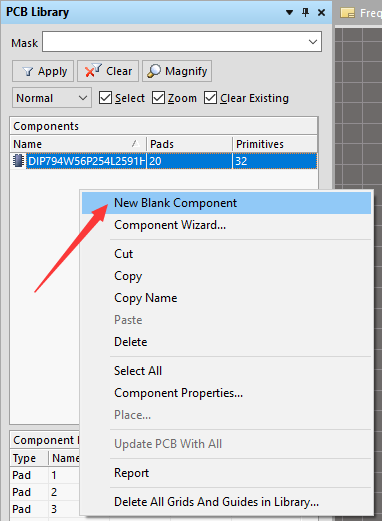 PCB Library
Freq
Mask
Apply Clear Magnify
Normal Select Zoom Clear Existing
Components
Name Pads Primitives
DIP794W56P254L2591H 20 32
New Blank Component
Component Wizard...
Cut
Copy
Copy Name
Paste
Delete
Select All
Component Properties...
Place...
Update PCB With All
Report
Delete All Grids And Guides in Library...
Component
Type Name
Pad 1
Pad 2
Pad 3